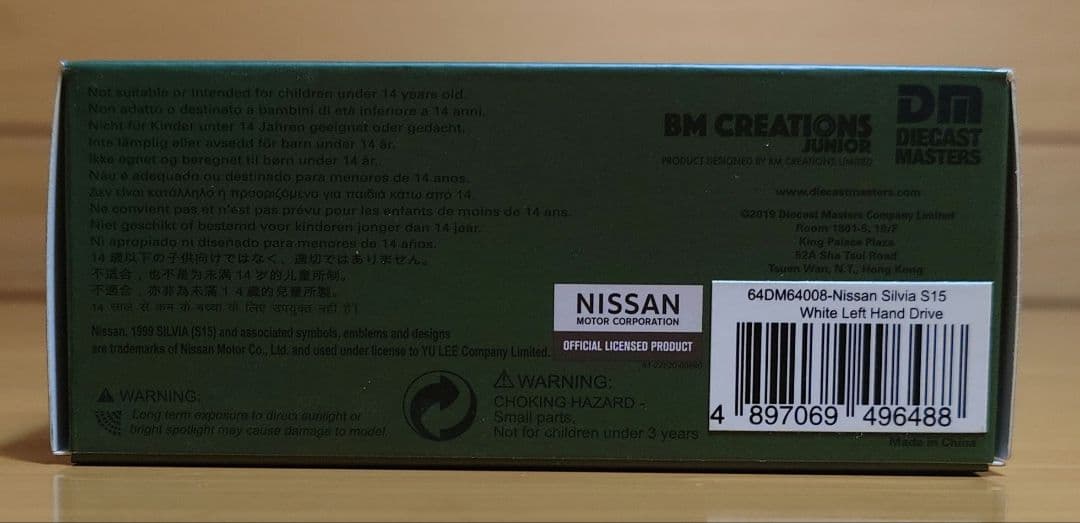 Not suitable or intended for children under 14 years old.
Non adatto o destinato a bambini di età inferiore a 14 anni.
Nicht für Kinder unter 14 Jahren geeignet oder gedacht.
Inte lämplig eller avsedd för barn under 14 år.
Ikke egnet og beregnet til børn under 14 år.
Não é adequado ou destinado para menores de 14 anos.
Δεν είναι κατάλληλό ή προοριζόμενο για παιδιά κάτω από 14
Ne convient pas et n'est pas prévu pour les enfants de moins de 14 ans.
Niet geschikt of bestemd voor kinderen jonger dan 14 jaar.
Ni apropiado ni diseñado para menores de 14 años.
14 歳以下の子供向けではなく、適切ではありません。
不适合，也不是为未满 14 岁的儿童所制。
不適合，亦非為未滿 1 4 歲的兒童所製。
14 साल से कम के बच्चों के लिए उपयुक्त नहीं है।
Nissan, 1999 SILVIA (S15) and associated symbols, emblems and designs
are trademarks of Nissan Motor Co., Ltd. and used under license to YU LEE Company Limited.
WARNING:
Long term exposure to direct sunlight or
bright spotlight may cause damage to model
WARNING:
CHOKING HAZARD -
Small parts.
Not for children under 3 years
BM CREATIONS
JUNIOR
PRODUCT DESIGNED BY BM CREATIONS LIMITED
DM
DIECAST
MASTERS
www.diecastmasters.com
©2019 Diecast Masters Company Limited
Room 1801-5, 18/F
King Palace Plaza
52A Sha Tsui Road
Tsuen Wan, N.T., Hong Kong
NISSAN
MOTOR CORPORATION
OFFICIAL LICENSED PRODUCT
64DM64008-Nissan Silvia S15
White Left Hand Drive
4 897069 496488
Made in China